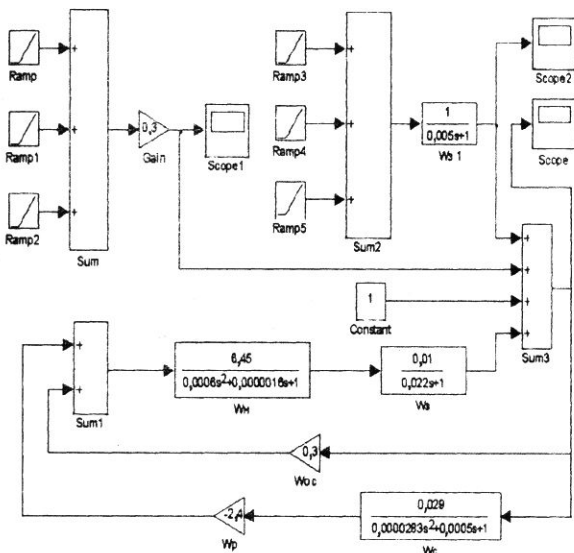 Ramp
+
Ramp1
+
Ramp2
+
Sum
0,3
Gain
Scope1
Ramp3
+
Ramp4
+
Ramp5
+
Sum2
1
0,005s+1
Ws 1
Scope2
Scope
+
+
+
+
Sum3
1
Constant
+
+
Sum1
6,45
0,0006s²+0,0000016s+1
Wн
0,01
0,022s+1
Ws
0,3
Woc
-2,4
Wp
0,029
0,0000283s²+0,0005s+1